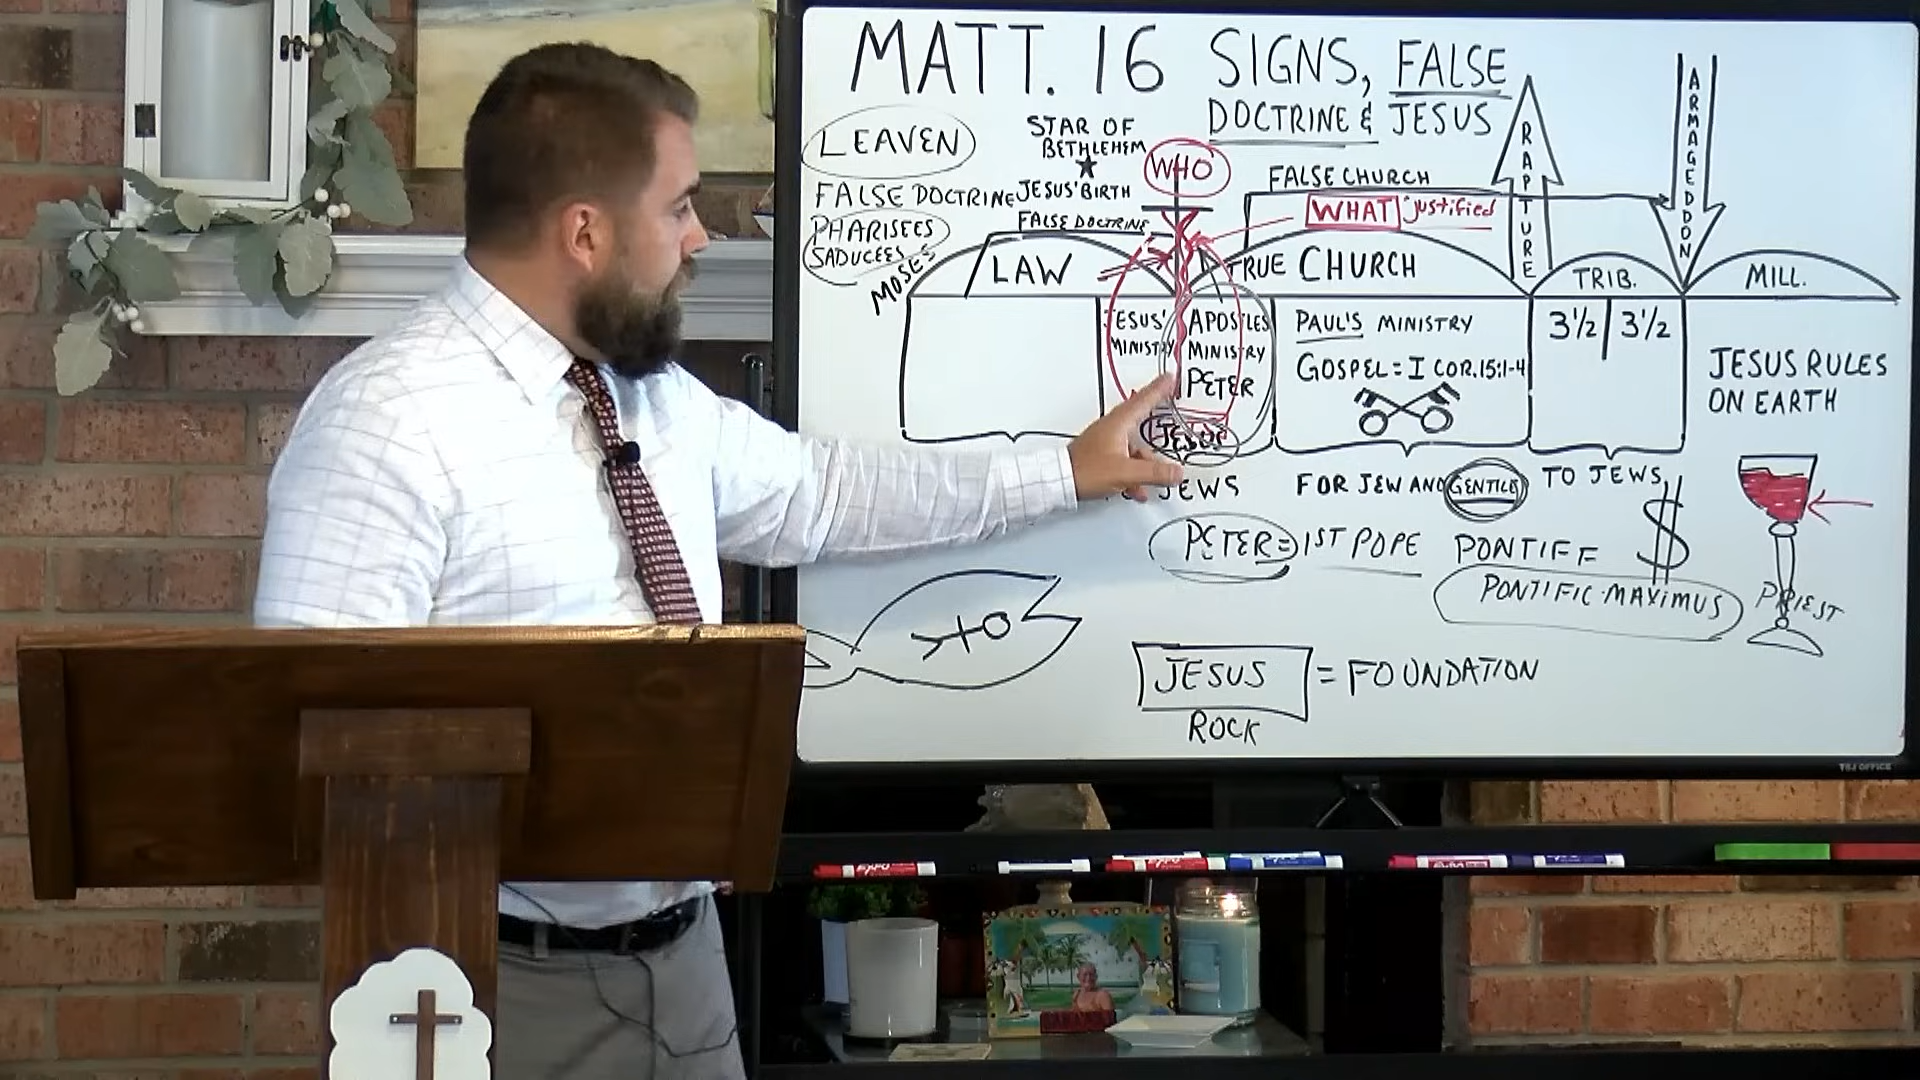 MATT. 16 SIGNS, FALSE
DOCTRINE & JESUS
LEAVEN
STAR OF
BETHLEHEM
JESUS' BIRTH
WHO
FALSE DOCTRINE
PHARISEES
SADUCEES
MOSES
FALSE DOCTRINE
FALSE CHURCH
WHAT justified
RAPTURE
ARMAGEDDON
LAW
TRUE CHURCH
TRIB.
MILL.
JESUS'
MINISTRY
APOSTLES
MINISTRY
PETER
JESUS
PAUL'S MINISTRY
GOSPEL = I COR. 15:1-4
3½ 3½
JESUS RULES
ON EARTH
JEWS
FOR JEW AND GENTILE
TO JEWS
PETER = 1ST POPE
PONTIFF
$
PONTIFIC·MAXIMUS
PRIEST
JESUS = FOUNDATION
ROCK
EXPO
EXPO
EXPO